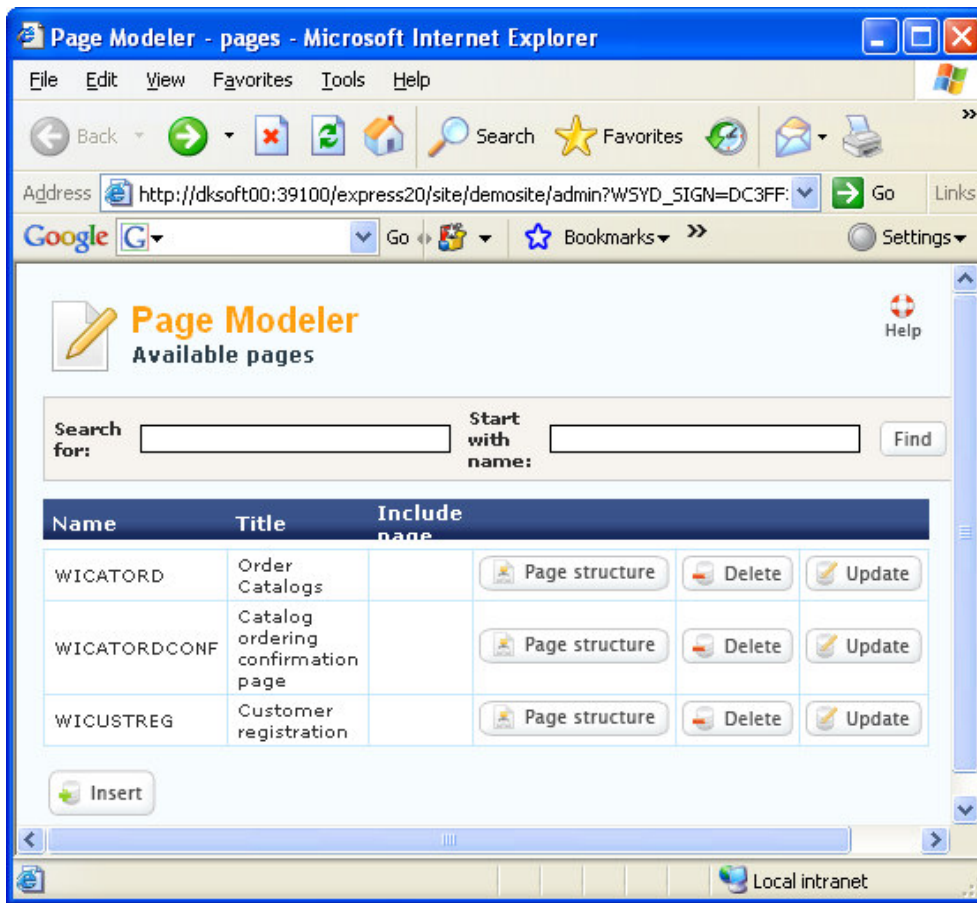 Page Modeler - pages - Microsoft Internet Explorer
File Edit View Favorites Tools Help
Back Search Favorites »
Address http://dksoft00:39100/express20/site/demosite/admin?WSYD_SIGN=DC3FF: Go Links
Google G Go Bookmarks » Settings
Page Modeler
Available pages
Help
Search
for:
Start
with
name:
Find
Name Title Include
page
WICATORD Order
Catalogs Page structure Delete Update
WICATORDCONF Catalog
ordering
confirmation
page Page structure Delete Update
WICUSTREG Customer
registration Page structure Delete Update
Insert
Local intranet